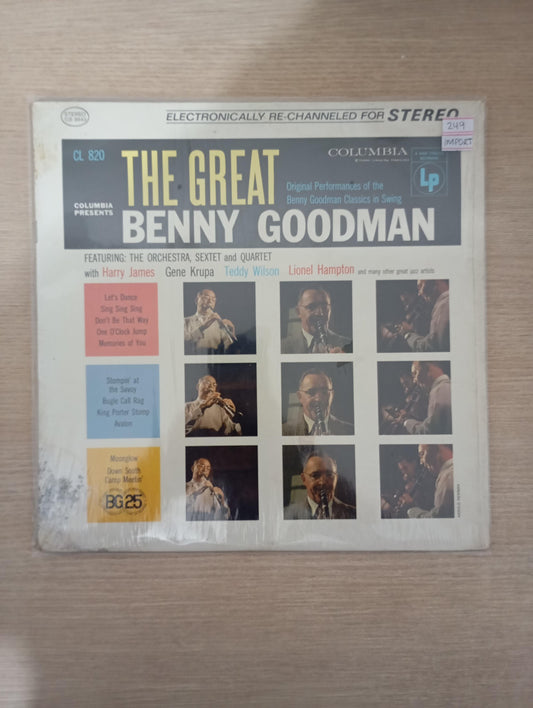 STEREO
ELECTRONICALLY RE-CHANNELED FOR STEREO
249
IMPORT
CL 820
THE GREAT
COLUMBIA
Lp
Original Performances of the
Benny Goodman Classics in Swing
COLUMBIA
PRESENTS
BENNY GOODMAN
FEATURING: THE ORCHESTRA, SEXTET and QUARTET
with Harry James Gene Krupa Teddy Wilson Lionel Hampton and many other great jazz artists
Let's Dance
Sing Sing Sing
Don't Be That Way
One O'Clock Jump
Memories of You
Stompin' at
the Savoy
Bugle Call Rag
King Porter Stomp
Avalon
Moonglow
Down South
Camp Meetin'
BG25